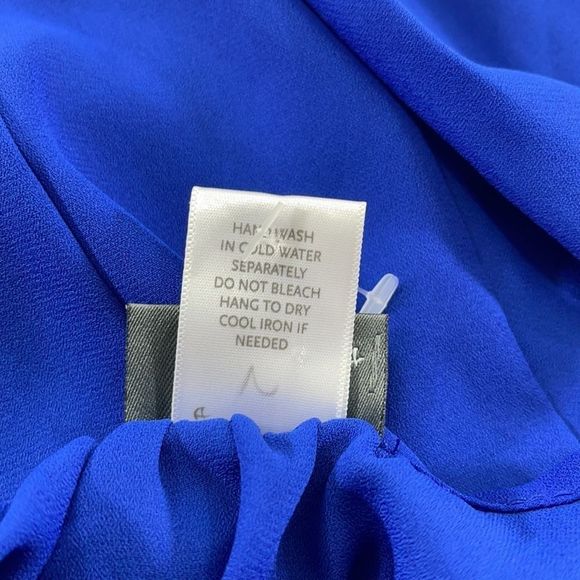 HAND WASH
IN COLD WATER
SEPARATELY
DO NOT BLEACH
HANG TO DRY
COOL IRON IF
NEEDED